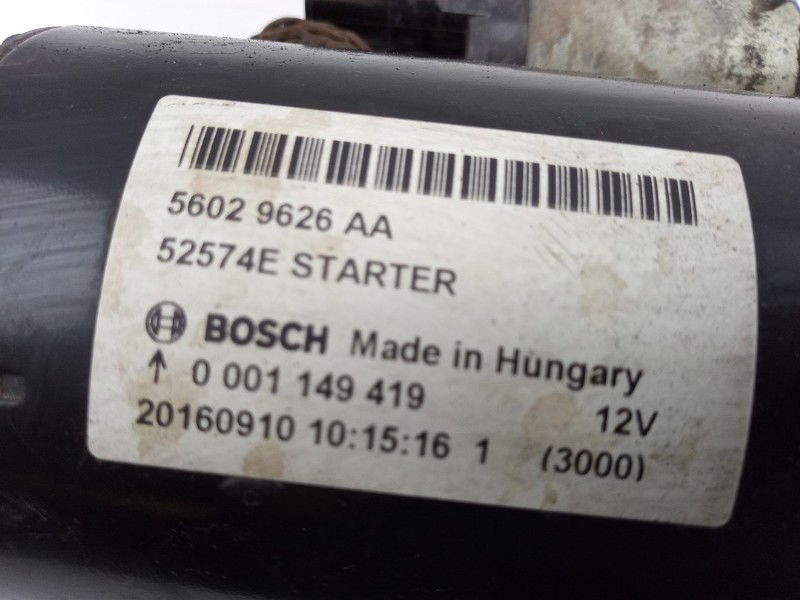 5602 9626 AA
52574E STARTER
BOSCH Made in Hungary
↑ 0 001 149 419 12V
20160910 10:15:16 1 (3000)